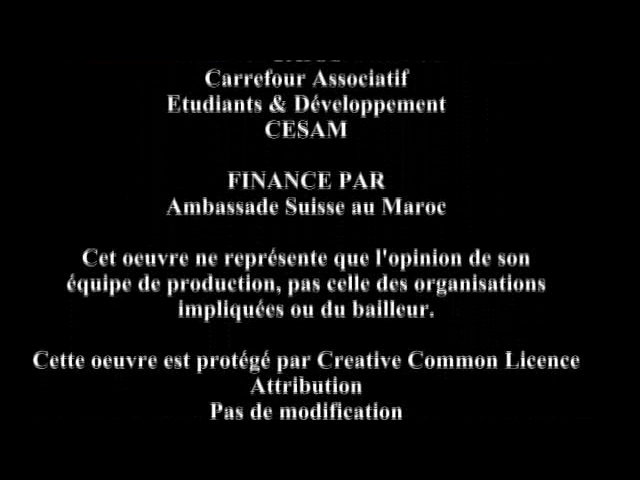 Carrefour Associatif
Etudiants & Développement
CESAM
FINANCE PAR
Ambassade Suisse au Maroc
Cet oeuvre ne représente que l'opinion de son
équipe de production, pas celle des organisations
impliquées ou du bailleur.
Cette oeuvre est protégé par Creative Common Licence
Attribution
Pas de modification